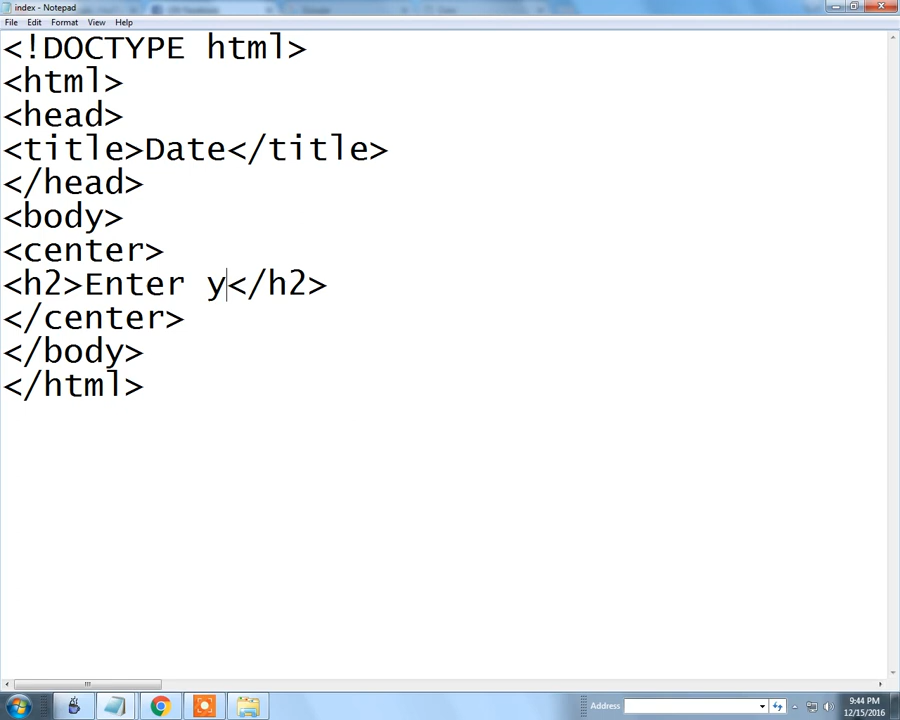 index - Notepad
File Edit Format View Help
<!DOCTYPE html>
<html>
<head>
<title>Date</title>
</head>
<body>
<center>
<h2>Enter y</h2>
</center>
</body>
</html>
Address
9:44 PM
12/15/2016